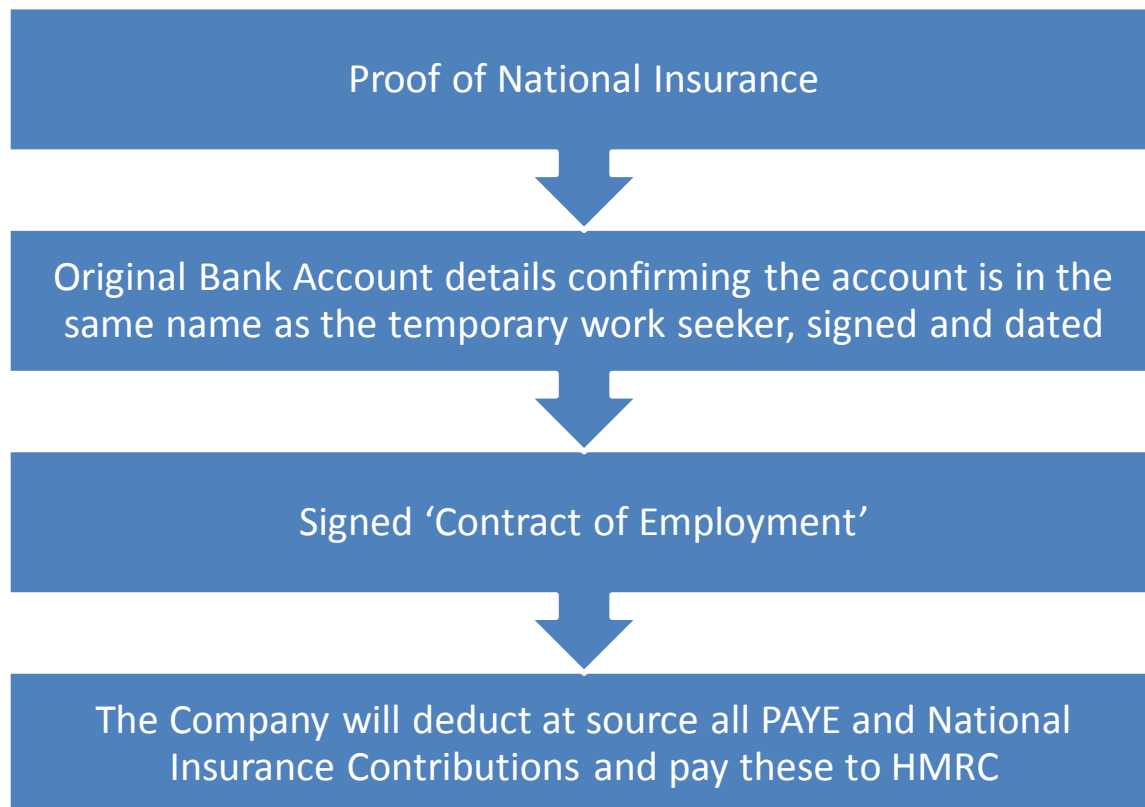 Proof of National Insurance
Original Bank Account details confirming the account is in the
same name as the temporary work seeker, signed and dated
Signed ‘Contract of Employment’
The Company will deduct at source all PAYE and National
Insurance Contributions and pay these to HMRC